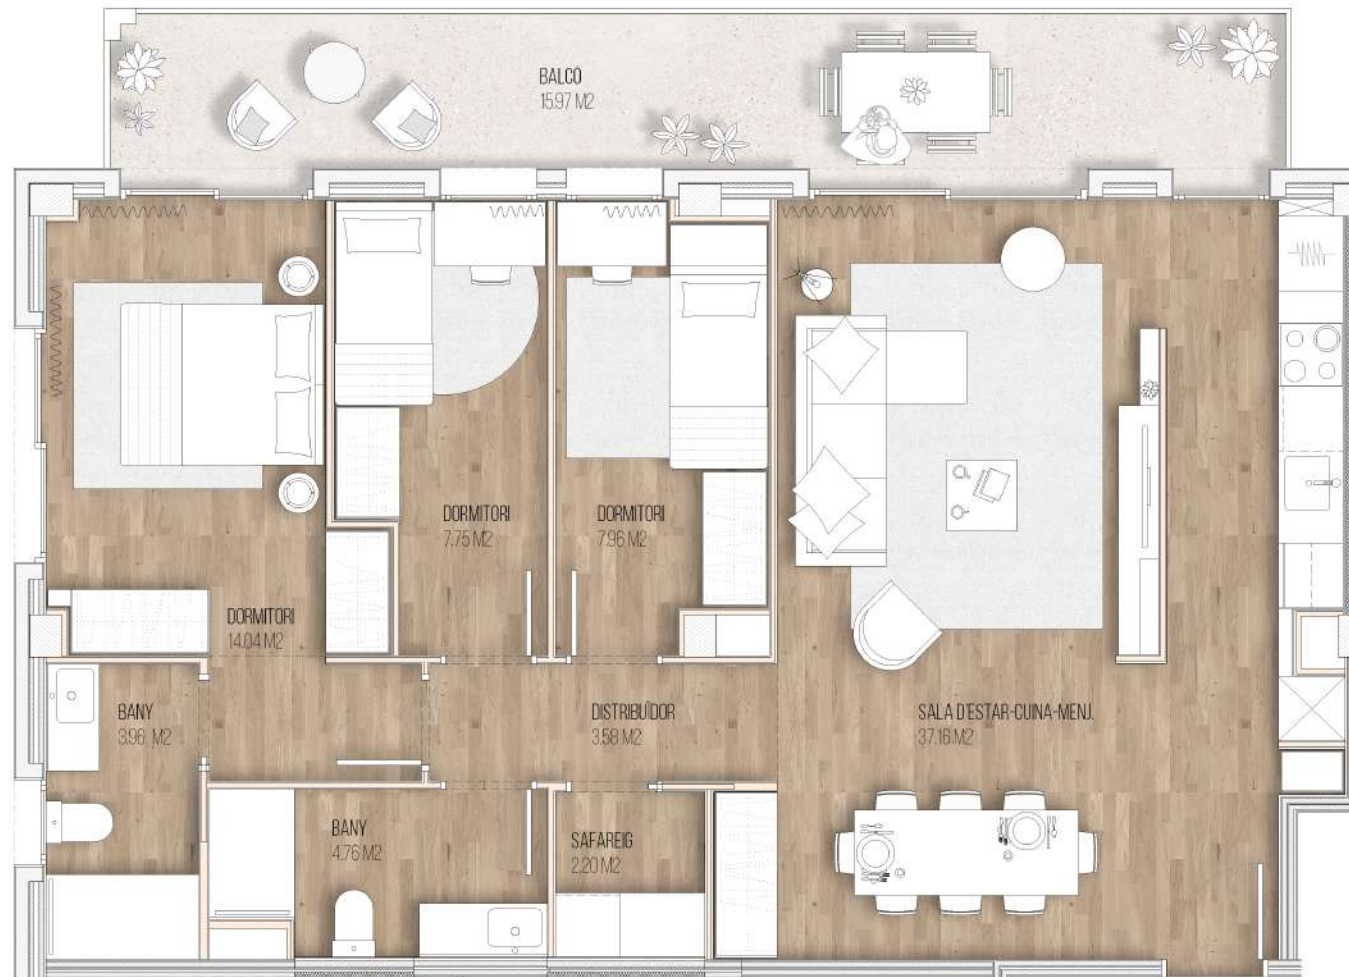 BALCÓ
15.97 M2
DORMITORI
7.75 M2
DORMITORI
7.96 M2
DORMITORI
14.04 M2
BANY
3.96 M2
DISTRIBUÏDOR
3.58 M2
SALA D'ESTAR-CUINA-MENJ.
37.16 M2
BANY
4.76 M2
SAFAREIG
2.20 M2